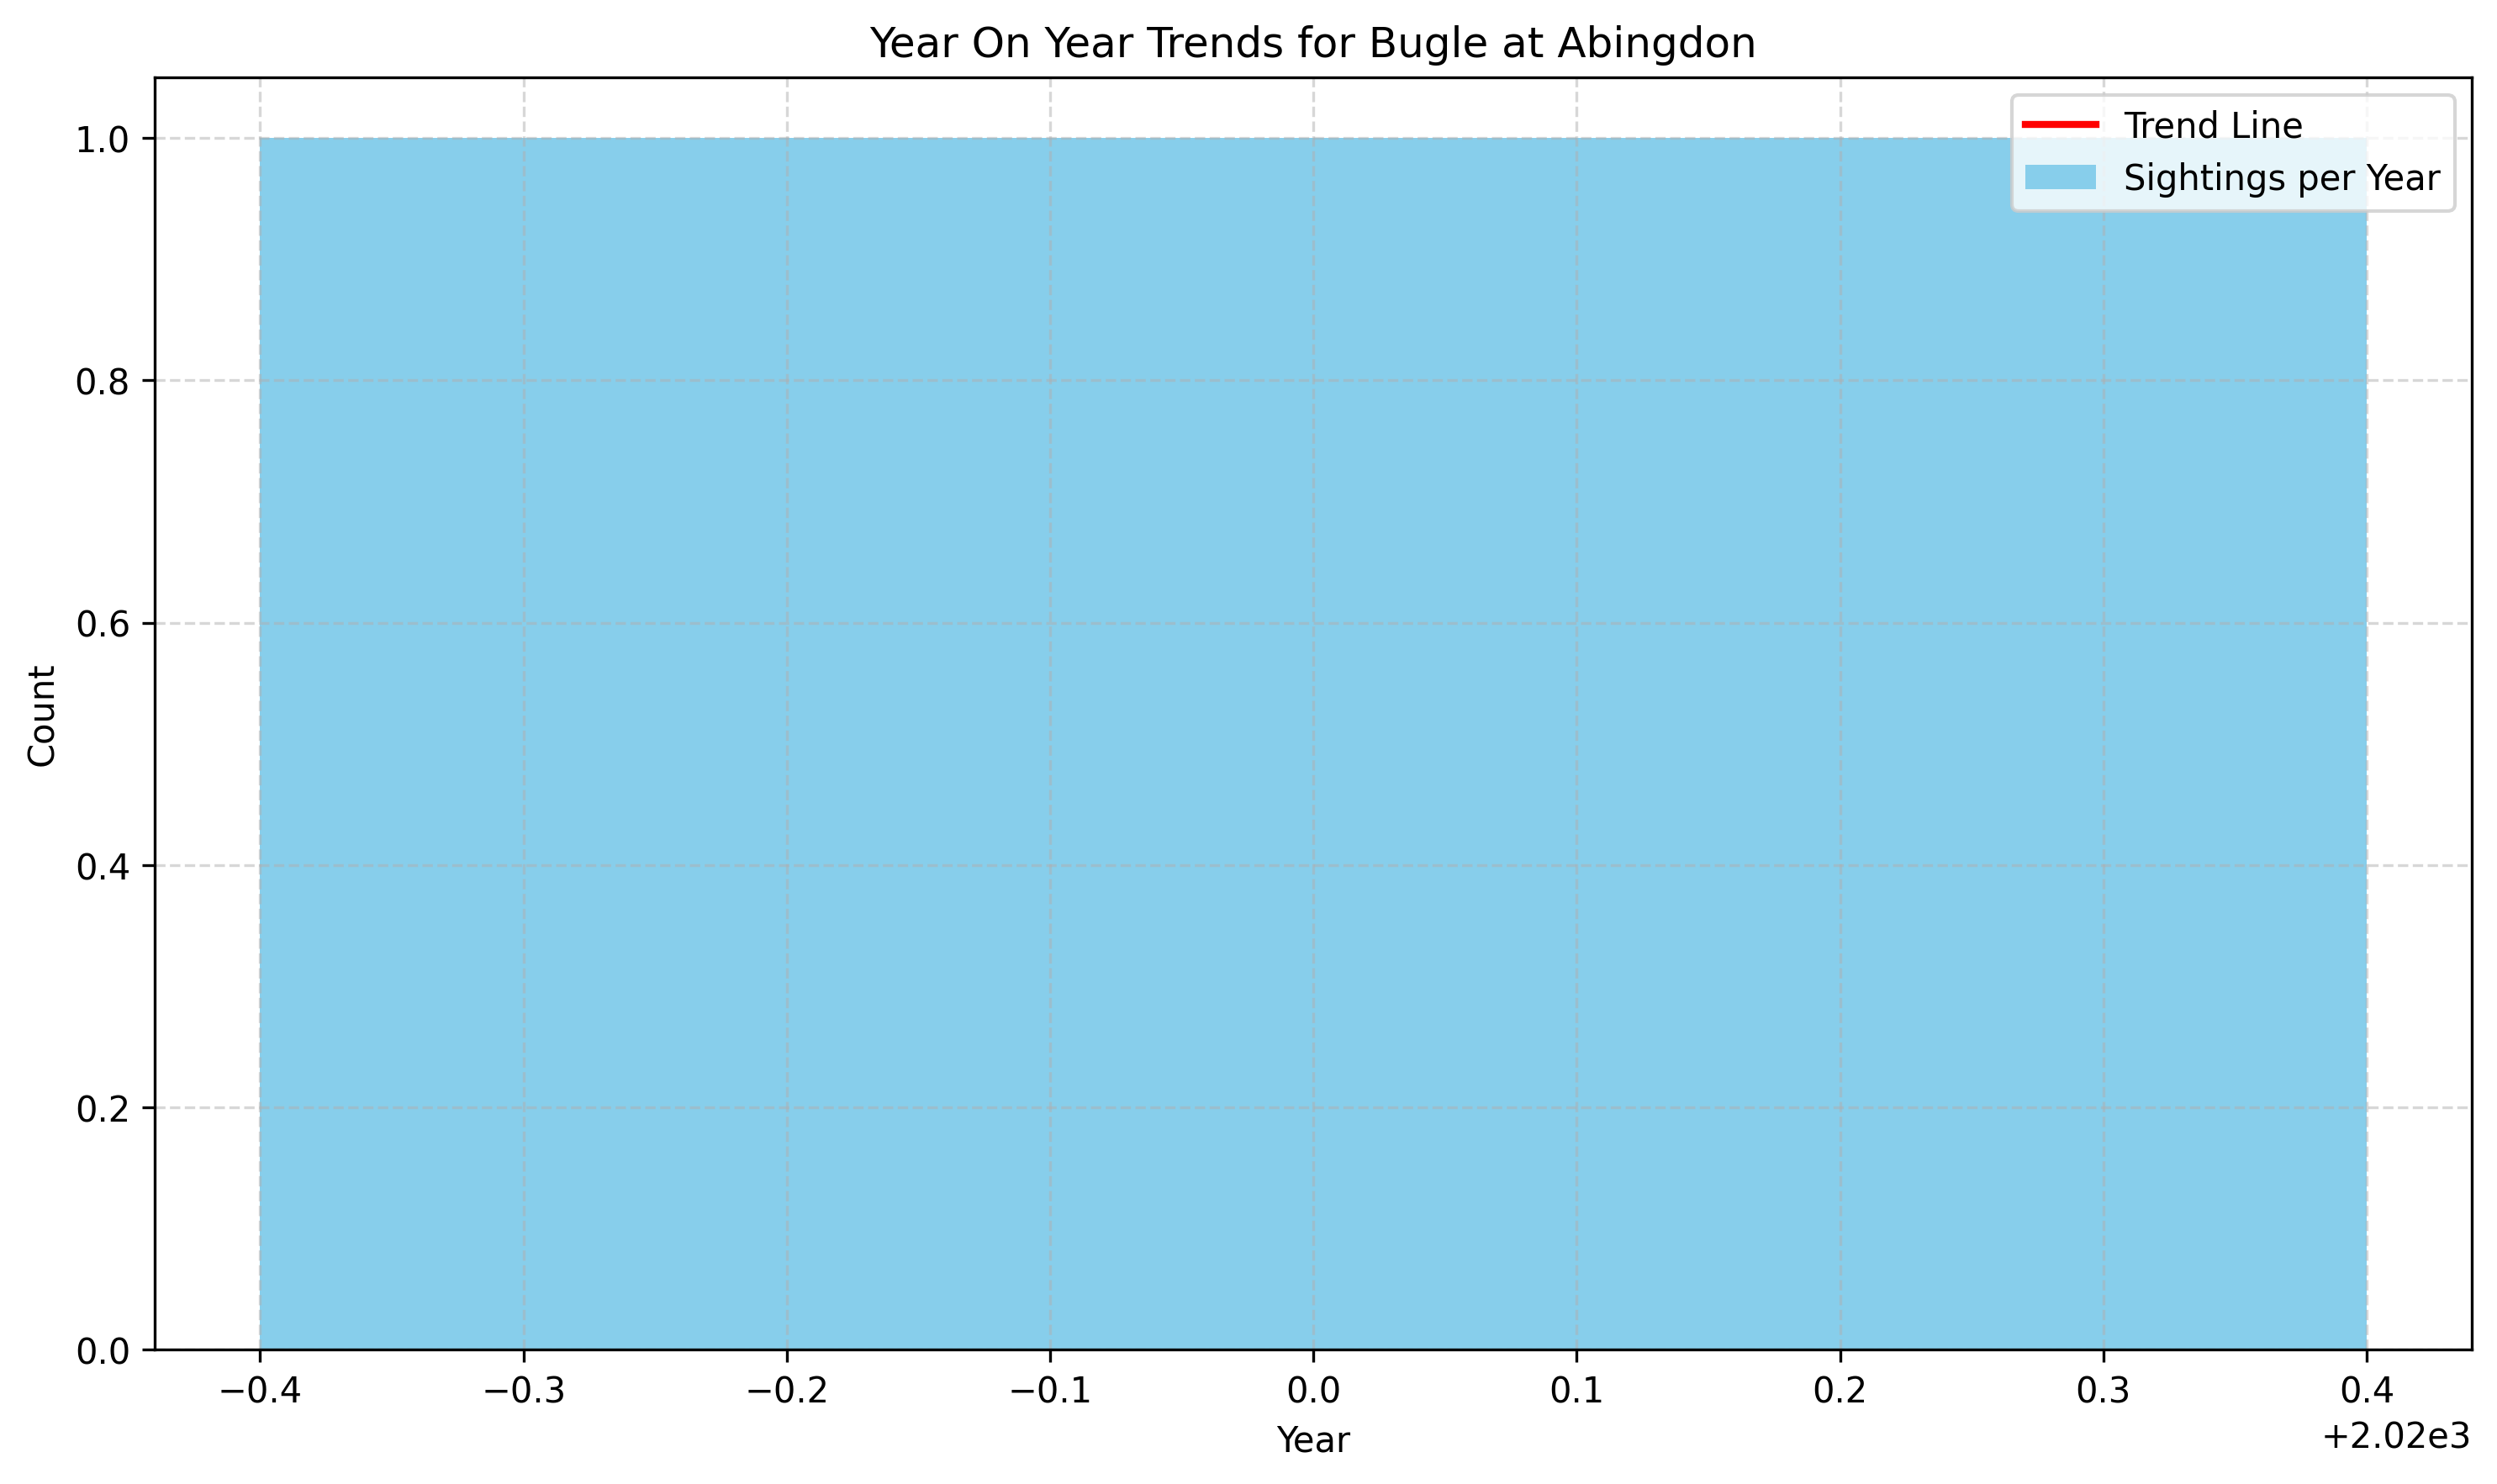 Year On Year Trends for Bugle at Abingdon
Trend Line
Sightings per Year
Count
1.0
0.8
0.6
0.4
0.2
0.0
−0.4 −0.3 −0.2 −0.1 0.0 0.1 0.2 0.3 0.4
+2.02e3
Year